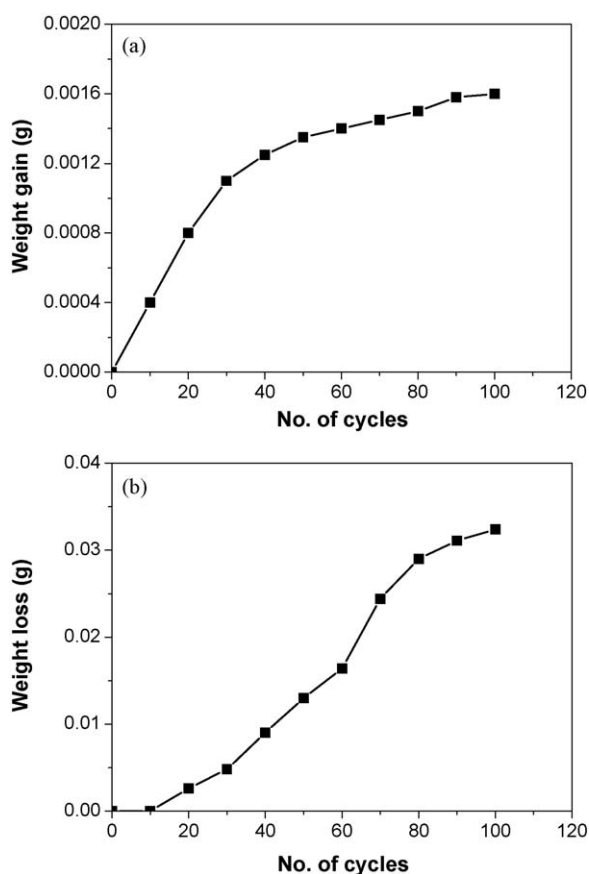 (a)
Weight gain (g)
0.0020
0.0016
0.0012
0.0008
0.0004
0.0000
0 20 40 60 80 100 120
No. of cycles
(b)
Weight loss (g)
0.04
0.03
0.02
0.01
0.00
0 20 40 60 80 100 120
No. of cycles